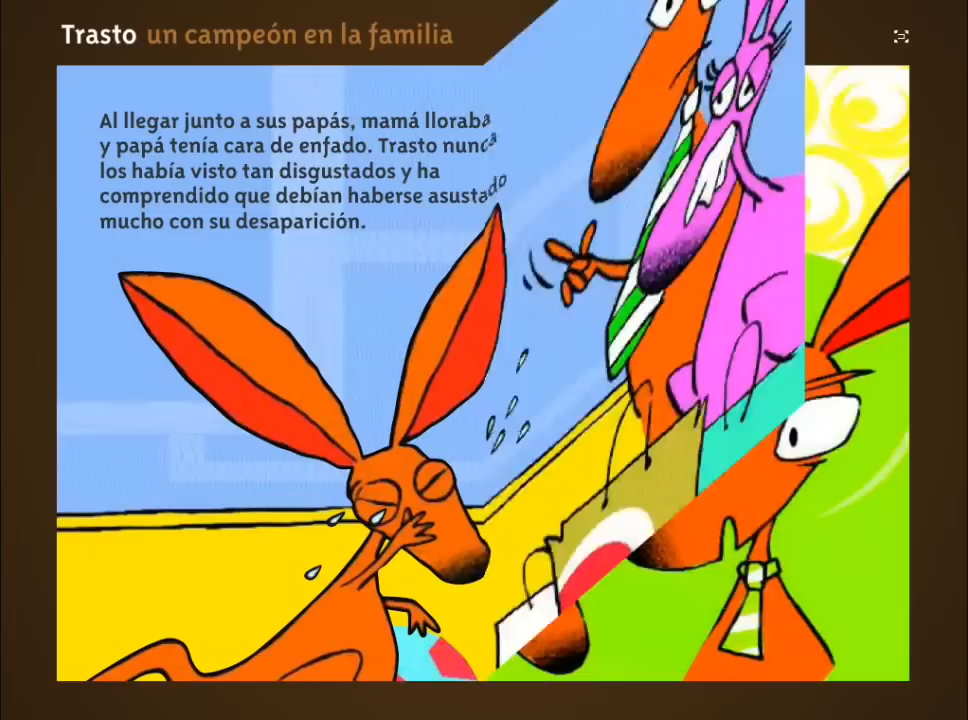 Trasto un campeón en la familia
Al llegar junto a sus papás, mamá lloraba
y papá tenía cara de enfado. Trasto nunca
los había visto tan disgustados y ha
comprendido que debían haberse asustado
mucho con su desaparición.